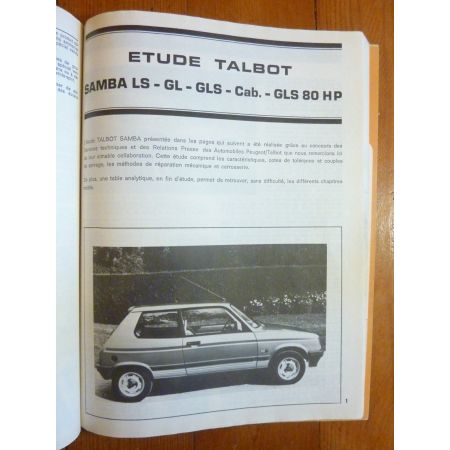 ETUDE TALBOT
SAMBA LS - GL - GLS - Cab. - GLS 80 HP
L'étude TALBOT SAMBA présentée dans les pages qui suivent a été réalisée grâce au concours des
Services techniques et des Relations Presse des Automobiles Peugeot/Talbot que nous remercions ici
de leur aimable collaboration. Cette étude comprend les caractéristiques, cotes de tolérance et couples
de serrage, les méthodes de réparation mécanique et carrosserie.
De plus, une table analytique, en fin d'étude, permet de retrouver, sans difficulté, les différents chapitres
1